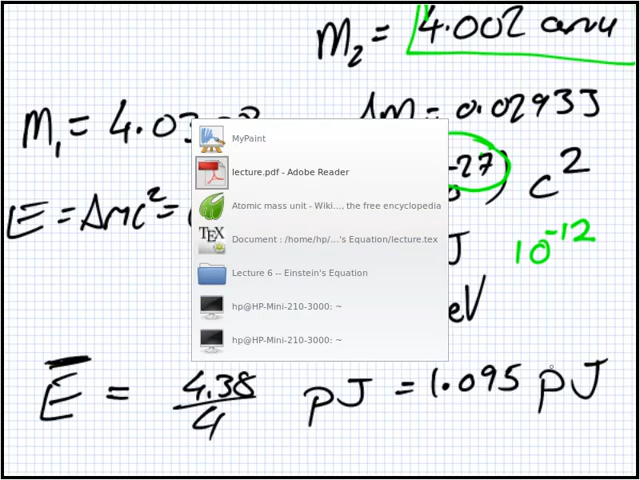 M₂ = 4.002 amu
M₁ = 4.03
ΔM = 0.02933
-27) c²
E = Δmc² =
J 10⁻¹²
eV
MyPaint
lecture.pdf - Adobe Reader
Atomic mass unit - Wiki..., the free encyclopedia
TEX Document : /home/hp/...'s Equation/lecture.tex
Lecture 6 -- Einstein's Equation
hp@HP-Mini-210-3000: ~
hp@HP-Mini-210-3000: ~
E̅ = 4.38/4 pJ = 1.095 pJ